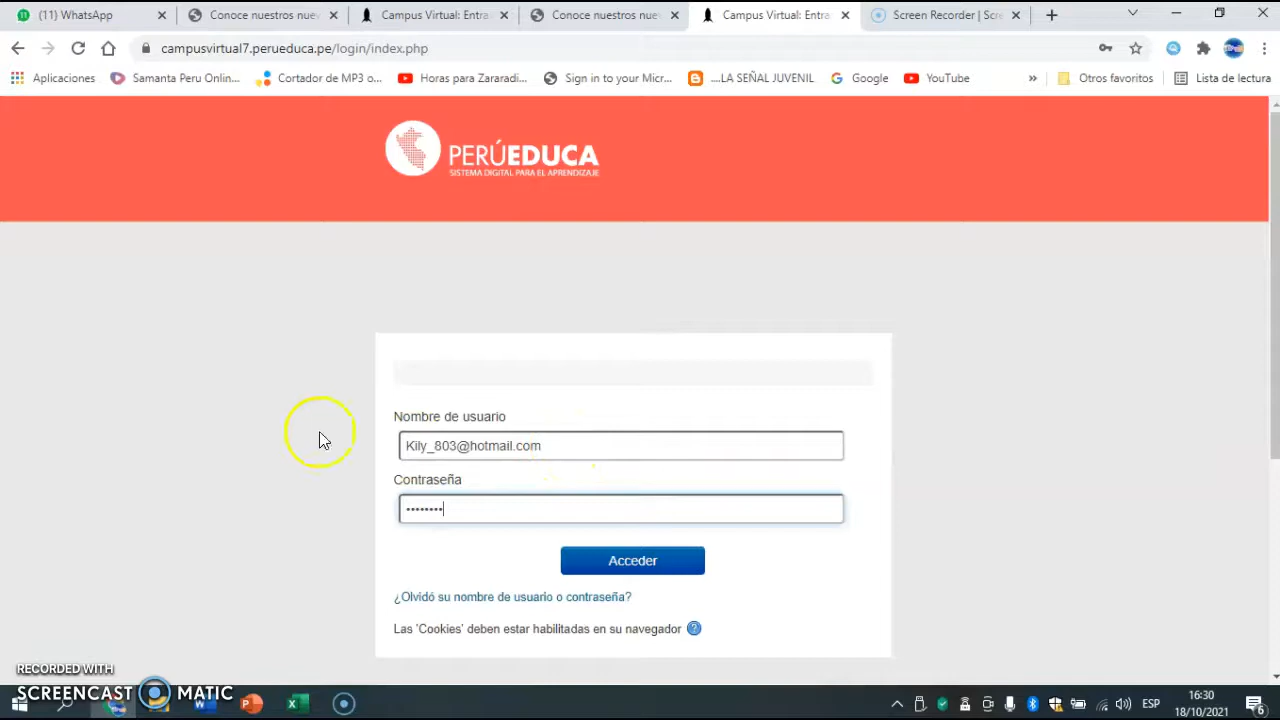 (11) WhatsApp
Conoce nuestros nue
Campus Virtual: Entra
Conoce nuestros nue
Campus Virtual: Entra
Screen Recorder | Scre
campusvirtual7.perueduca.pe/login/index.php
Aplicaciones
Samanta Peru Onlin...
Cortador de MP3 o...
Horas para Zararadi...
Sign in to your Micr...
...LA SEÑAL JUVENIL
Google
YouTube
»
Otros favoritos
Lista de lectura
PERÚEDUCA
SISTEMA DIGITAL PARA EL APRENDIZAJE
Nombre de usuario
Kily_803@hotmail.com
Contraseña
••••••••
Acceder
¿Olvidó su nombre de usuario o contraseña?
Las 'Cookies' deben estar habilitadas en su navegador
RECORDED WITH
SCREENCAST MATIC
ESP
16:30
18/10/2021
6